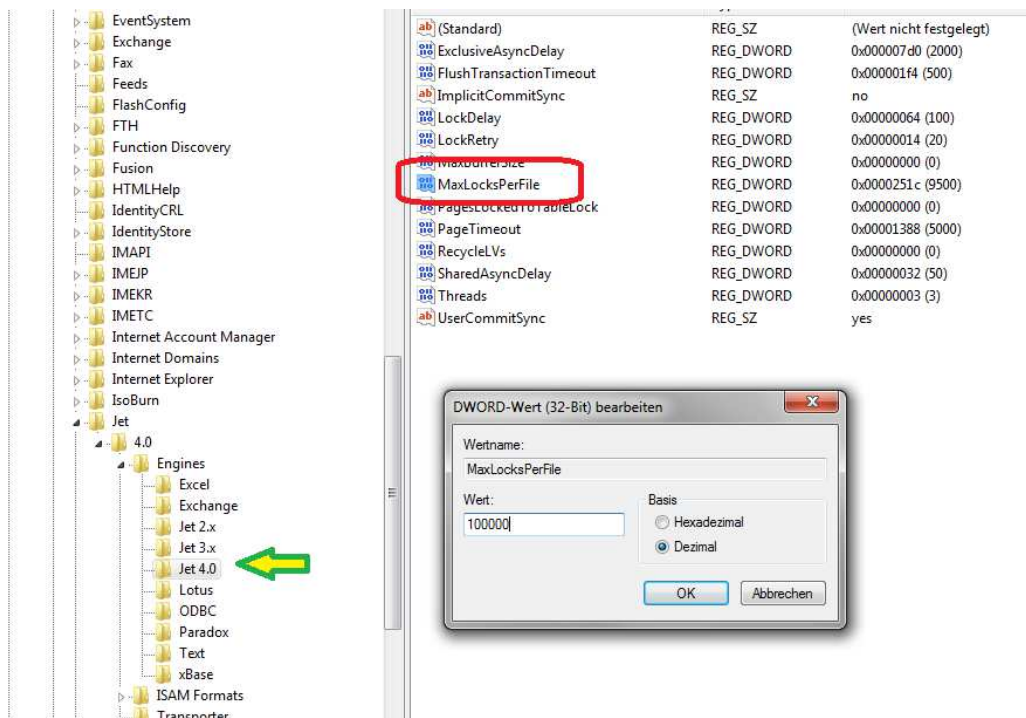 EventSystem
Exchange
Fax
Feeds
FlashConfig
FTH
Function Discovery
Fusion
HTMLHelp
IdentityCRL
IdentityStore
IMAPI
IMEJP
IMEKR
IMETC
Internet Account Manager
Internet Domains
Internet Explorer
IsoBurn
Jet
4.0
Engines
Excel
Exchange
Jet 2.x
Jet 3.x
Jet 4.0
Lotus
ODBC
Paradox
Text
xBase
ISAM Formats
Transporter
(Standard) REG_SZ (Wert nicht festgelegt)
ExclusiveAsyncDelay REG_DWORD 0x000007d0 (2000)
FlushTransactionTimeout REG_DWORD 0x000001f4 (500)
ImplicitCommitSync REG_SZ no
LockDelay REG_DWORD 0x00000064 (100)
LockRetry REG_DWORD 0x00000014 (20)
MaxBufferSize REG_DWORD 0x00000000 (0)
MaxLocksPerFile REG_DWORD 0x0000251c (9500)
PagesLockedToTableLock REG_DWORD 0x00000000 (0)
PageTimeout REG_DWORD 0x00001388 (5000)
RecycleLVs REG_DWORD 0x00000000 (0)
SharedAsyncDelay REG_DWORD 0x00000032 (50)
Threads REG_DWORD 0x00000003 (3)
UserCommitSync REG_SZ yes
DWORD-Wert (32-Bit) bearbeiten
Wertname:
MaxLocksPerFile
Wert:
100000
Basis
Hexadezimal
Dezimal
OK Abbrechen